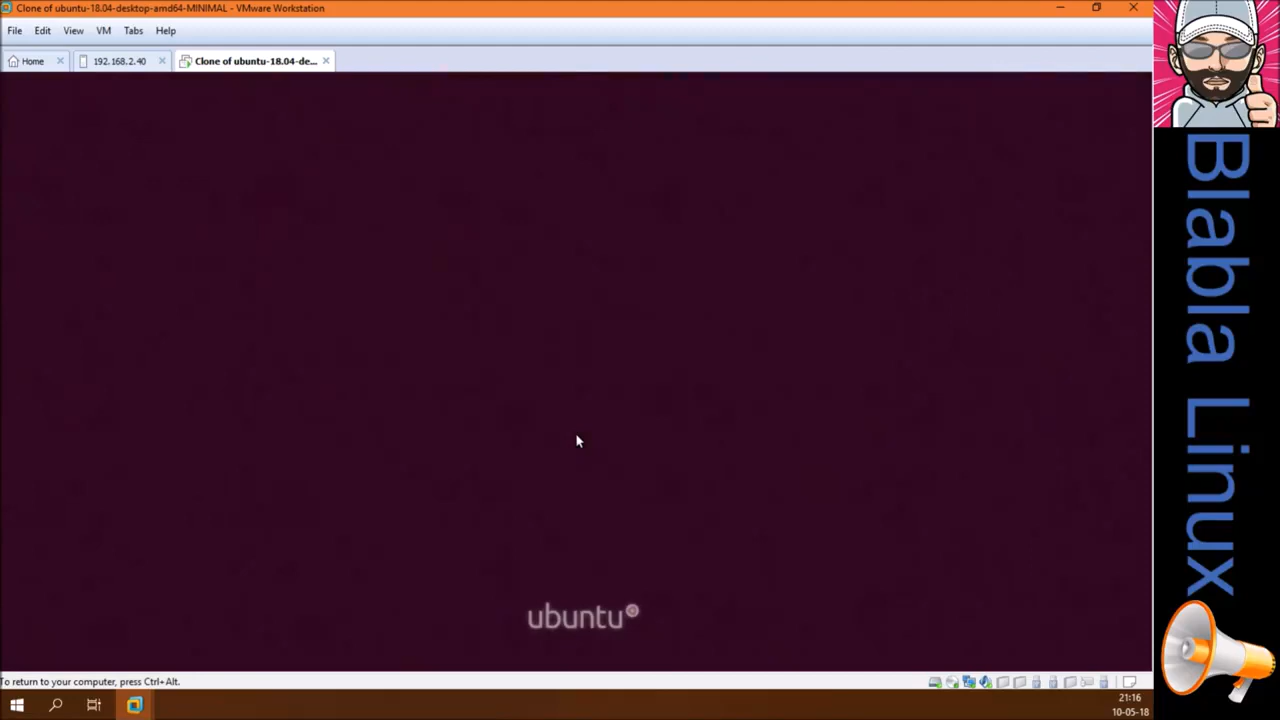 Clone of ubuntu-18.04-desktop-amd64-MINIMAL - VMware Workstation
File Edit View VM Tabs Help
Home 192.168.2.40 Clone of ubuntu-18.04-de...
ubuntu
To return to your computer, press Ctrl+Alt.
21:16
10-05-18
Blabla Linux